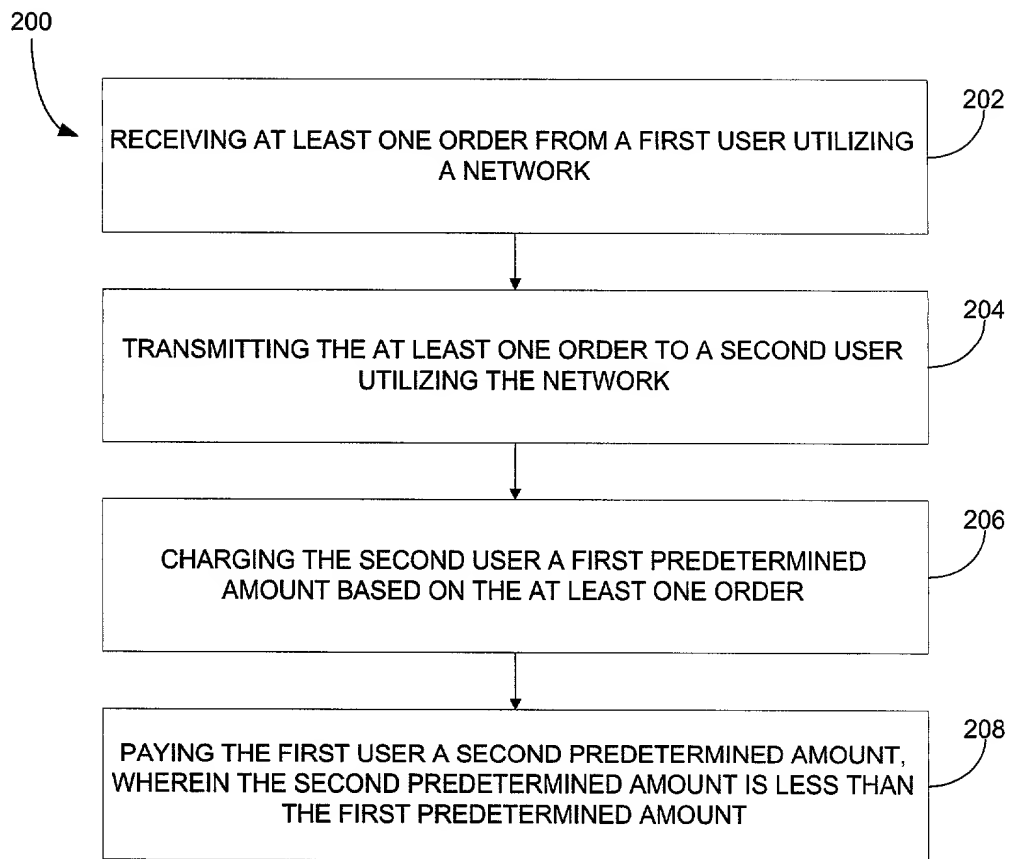 200
202
RECEIVING AT LEAST ONE ORDER FROM A FIRST USER UTILIZING
A NETWORK
204
TRANSMITTING THE AT LEAST ONE ORDER TO A SECOND USER
UTILIZING THE NETWORK
206
CHARGING THE SECOND USER A FIRST PREDETERMINED
AMOUNT BASED ON THE AT LEAST ONE ORDER
208
PAYING THE FIRST USER A SECOND PREDETERMINED AMOUNT,
WHEREIN THE SECOND PREDETERMINED AMOUNT IS LESS THAN
THE FIRST PREDETERMINED AMOUNT